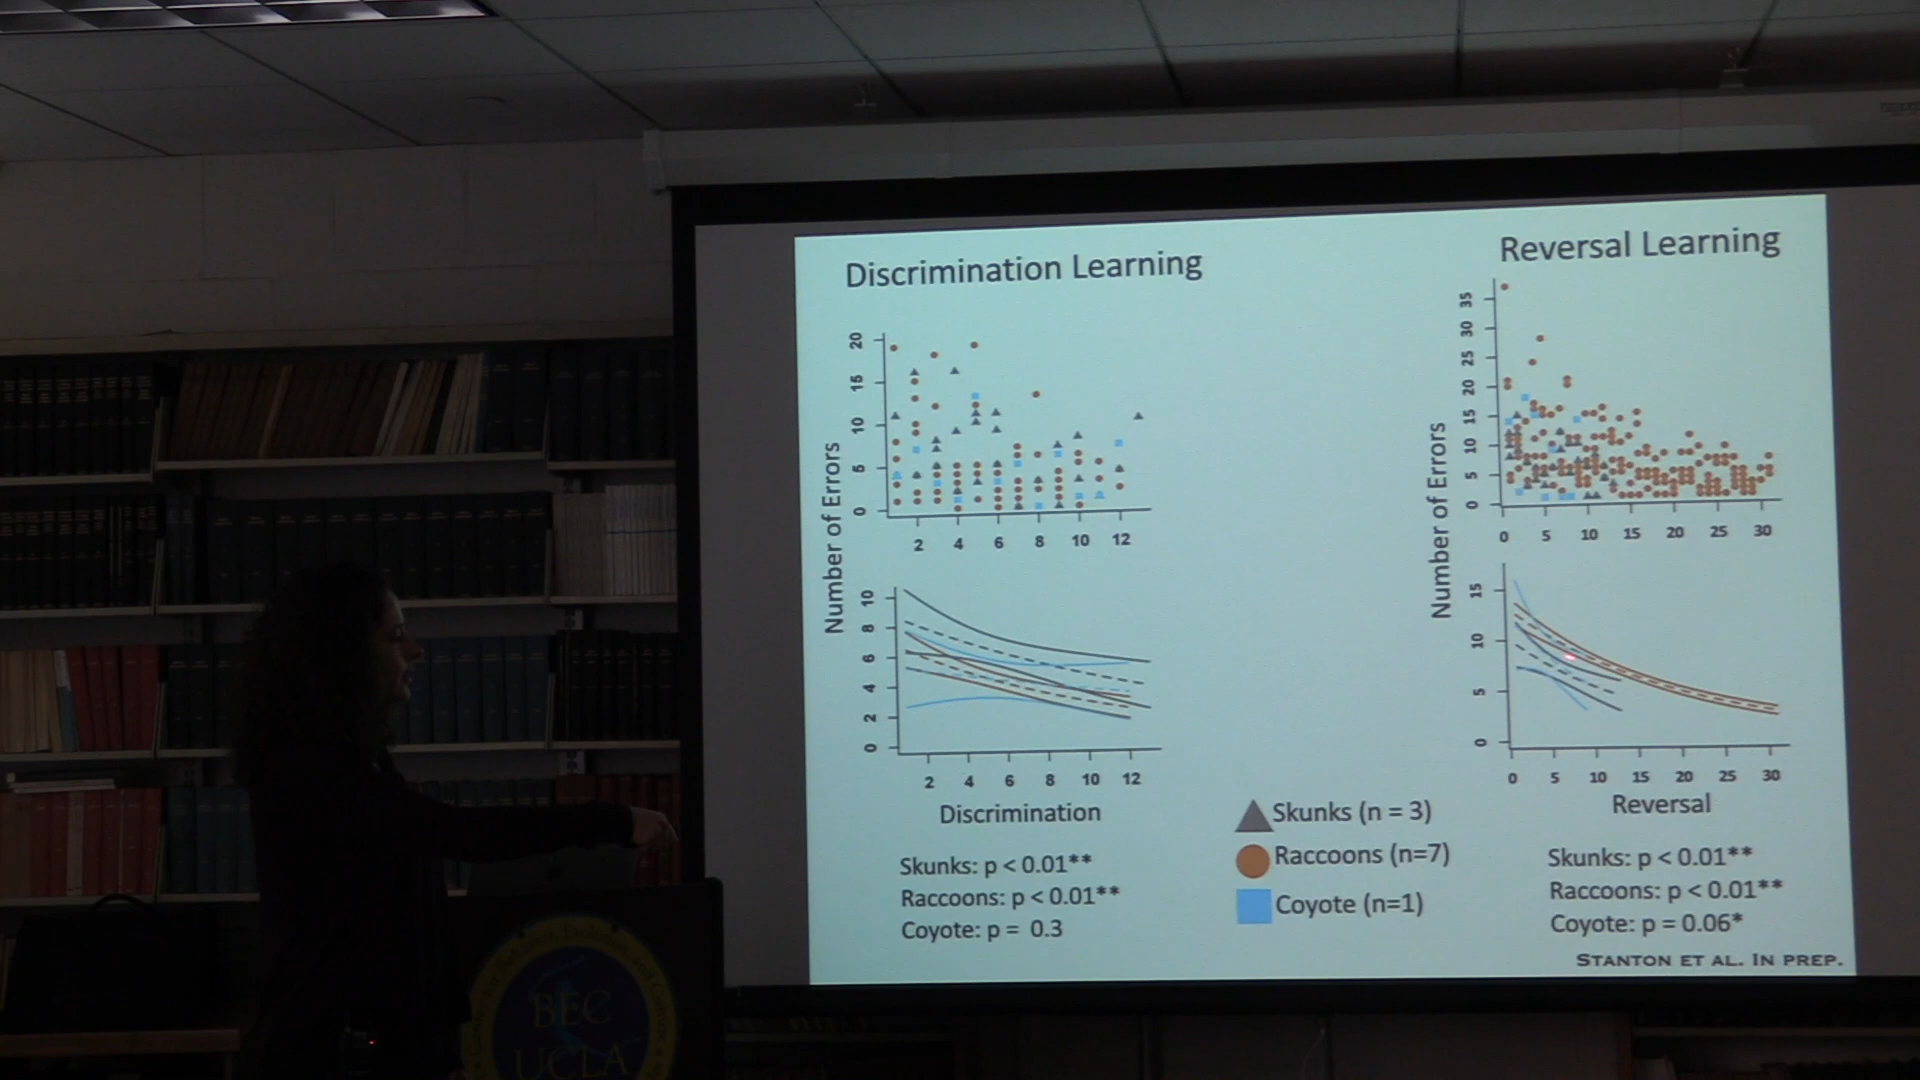 Discrimination Learning
Number of Errors
20
15
10
5
0
2 4 6 8 10 12
10
8
6
4
2
0
2 4 6 8 10 12
Discrimination
Skunks: p < 0.01**
Raccoons: p < 0.01**
Coyote: p = 0.3
Skunks (n = 3)
Raccoons (n=7)
Coyote (n=1)
Reversal Learning
Number of Errors
35
30
25
20
15
10
5
0
0 5 10 15 20 25 30
15
10
5
0
0 5 10 15 20 25 30
Reversal
Skunks: p < 0.01**
Raccoons: p < 0.01**
Coyote: p = 0.06*
STANTON ET AL. IN PREP.
BEC
UCLA